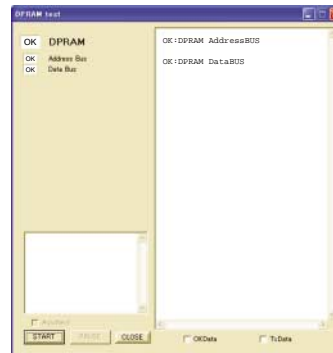 DPRAM test
OK DPRAM
OK Address Bus
OK Data Bus
OK:DPRAM AddressBUS
OK:DPRAM DataBUS
START PAUSE CLOSE
OKData TxData